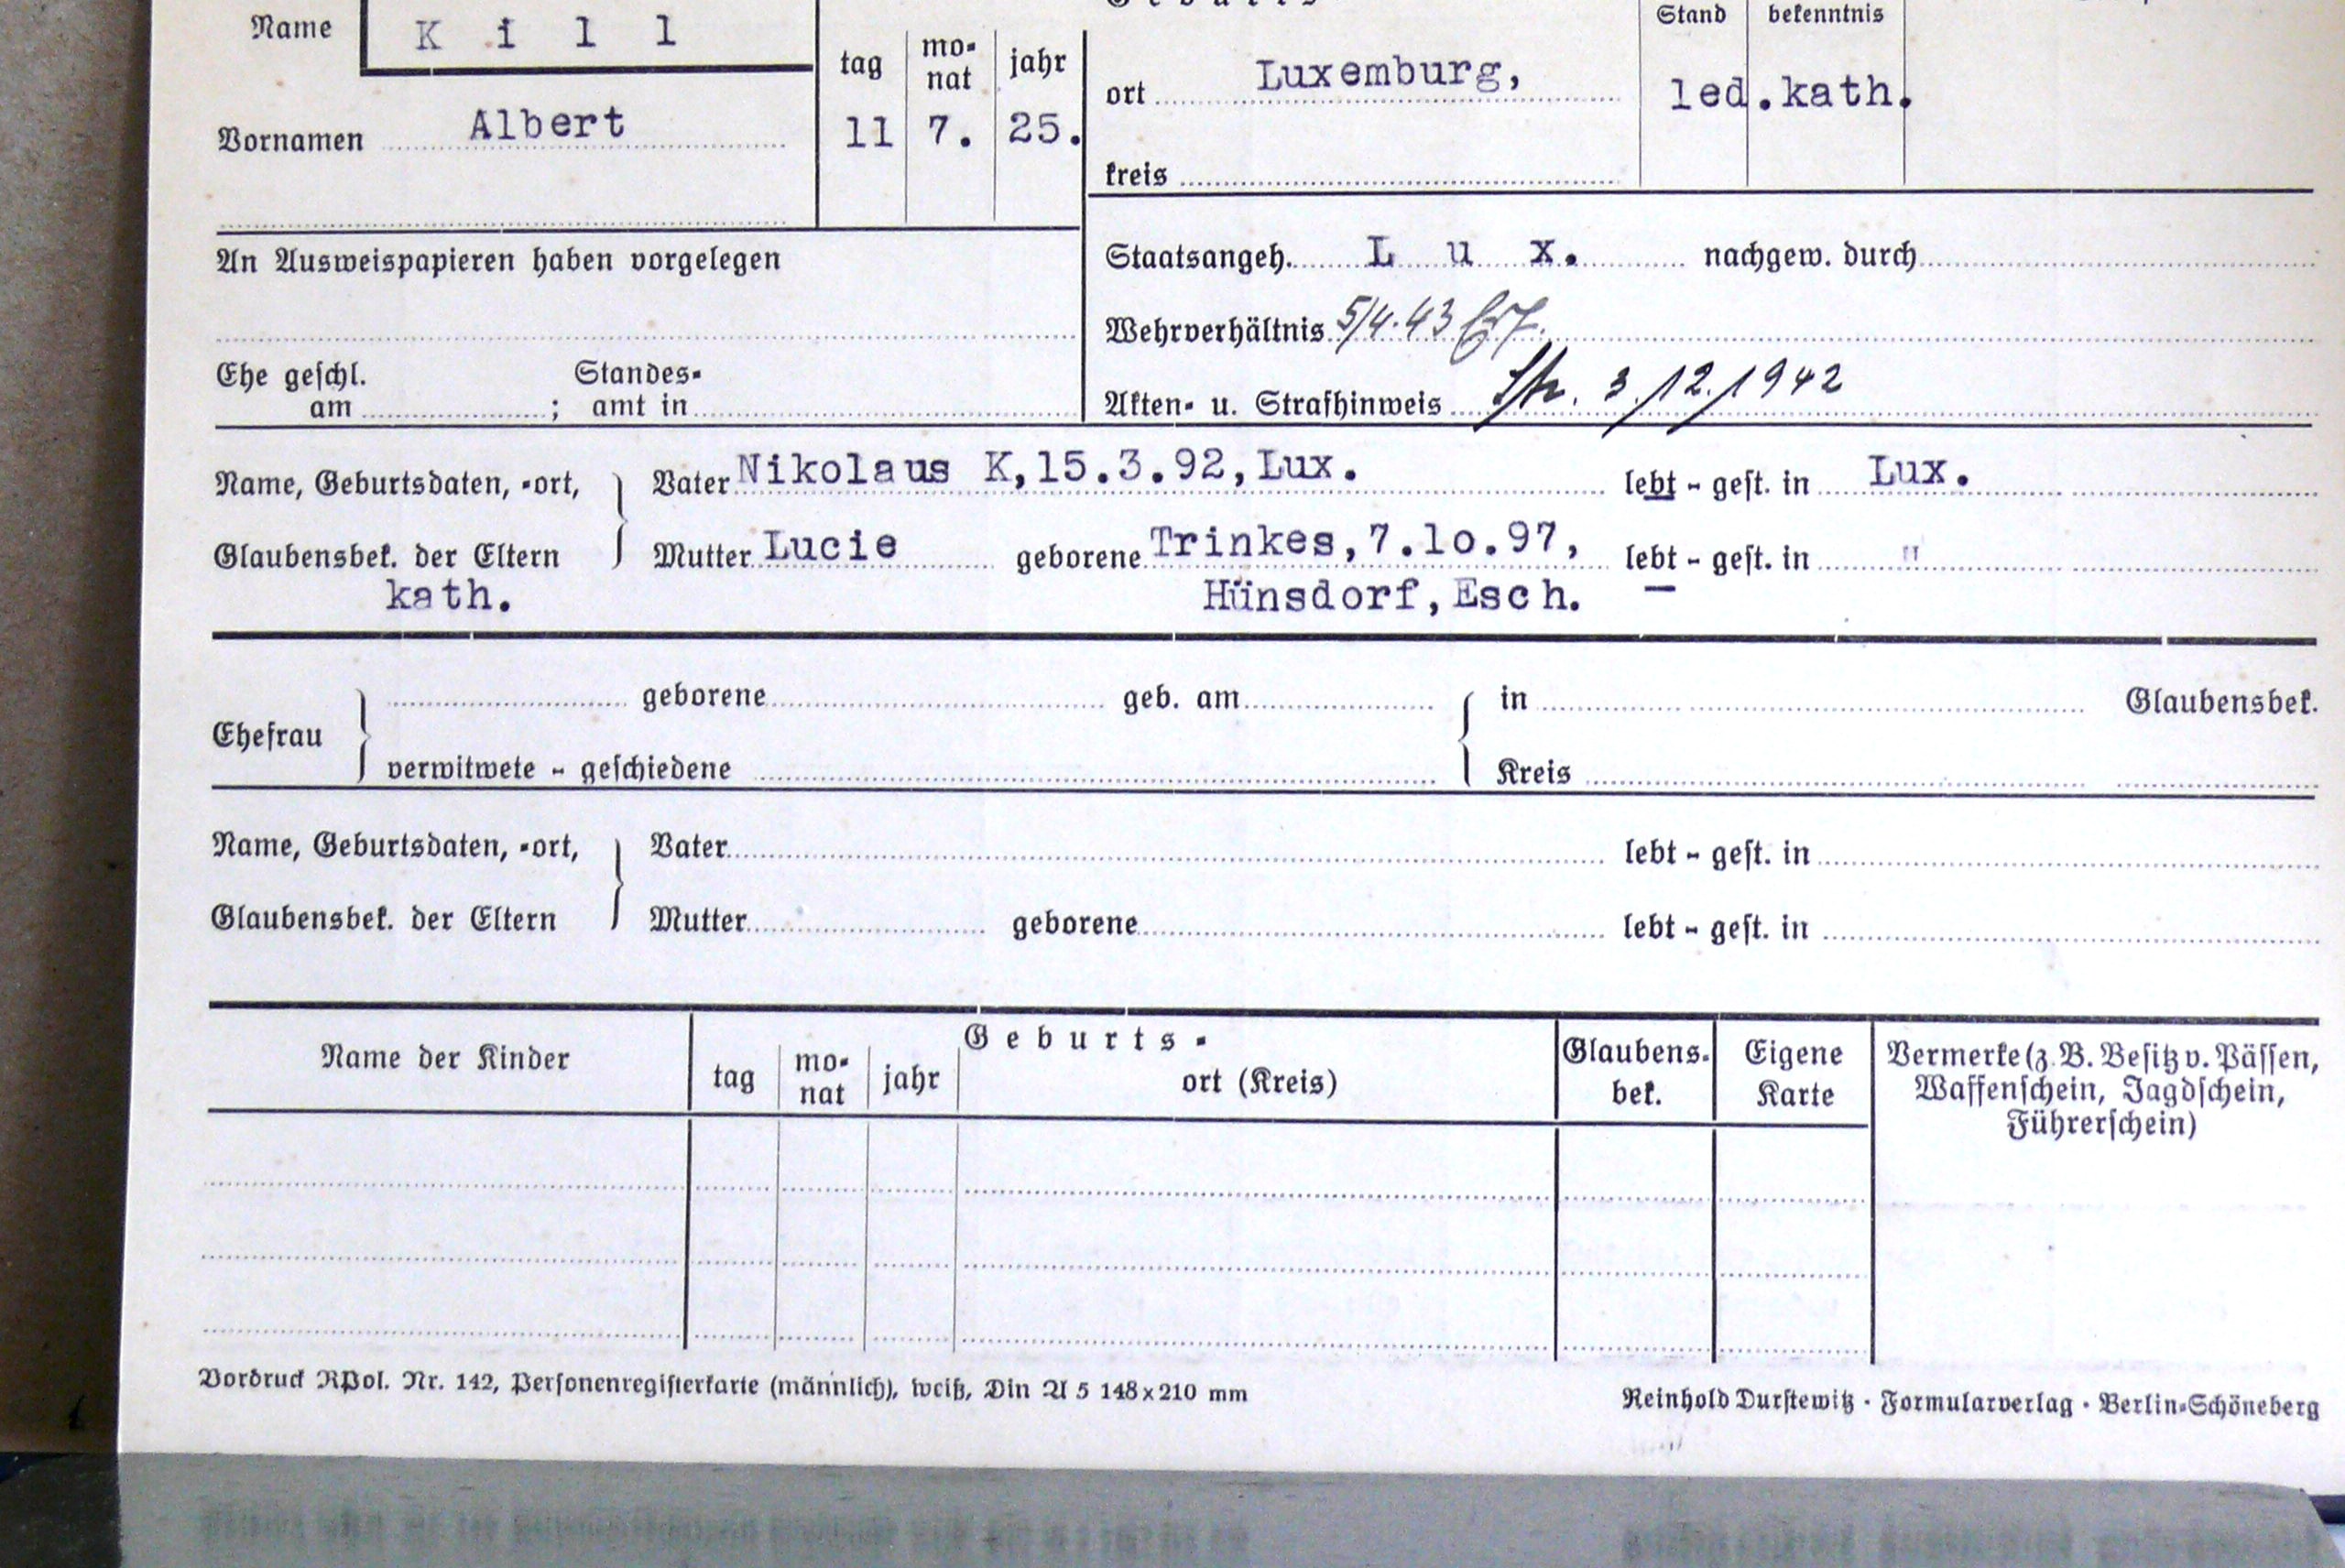 Stand bekenntnis
Name K i l l
tag mo-nat jahr
ort Luxemburg, led.kath.
Vornamen Albert 11 7. 25.
kreis
An Ausweispapieren haben vorgelegen
Staatsangeh. L u x. nachgew. durch
Wehrverhältnis 5/4.43
Ehe geschl. am ; Standes-amt in
Akten- u. Strafhinweis Str. 3./12./1942
Name, Geburtsdaten, -ort, Vater Nikolaus K,15.3.92,Lux. lebt - gest. in Lux.
Glaubensbek. der Eltern Mutter Lucie geborene Trinkes,7.10.97, lebt - gest. in "
kath. Hünsdorf,Esch.
geborene geb. am in Glaubensbek.
Ehefrau
verwitwete - geschiedene Kreis
Name, Geburtsdaten, -ort, Vater lebt - gest. in
Glaubensbek. der Eltern Mutter geborene lebt - gest. in
Name der Kinder
Geburts-
tag mo-nat jahr ort (Kreis)
Glaubens-bek.
Eigene Karte
Vermerke (z. B. Besitz v. Pässen,
Waffenschein, Jagdschein,
Führerschein)
Vordruck RPol. Nr. 142, Personenregisterkarte (männlich), weiß, Din A 5 148x210 mm
Reinhold Durstewitz · Formularverlag · Berlin-Schöneberg